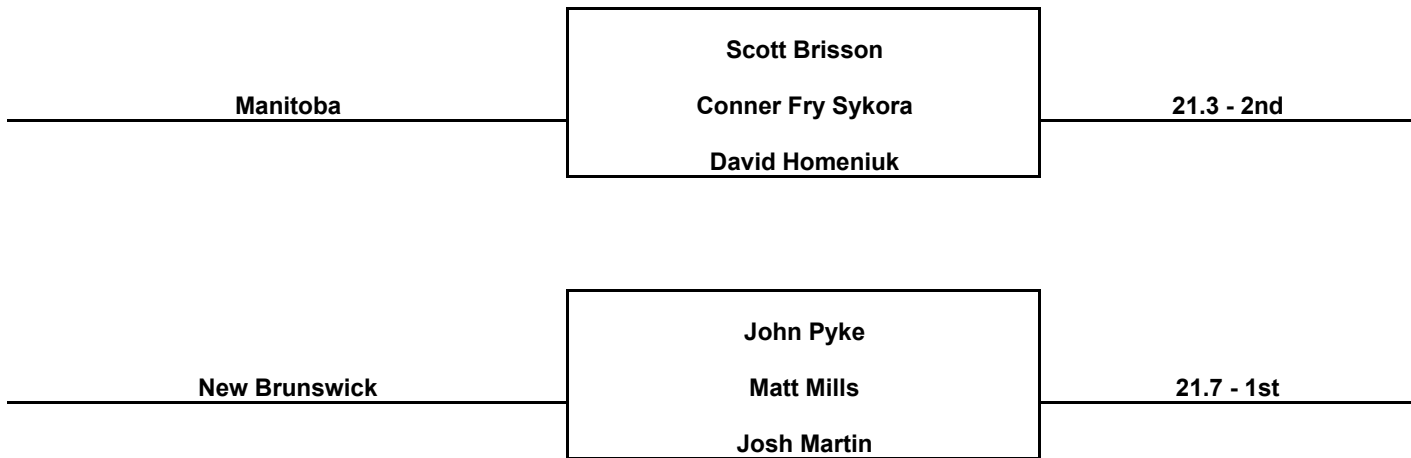 Scott Brisson
Manitoba Conner Fry Sykora 21.3 - 2nd
David Homeniuk
John Pyke
New Brunswick Matt Mills 21.7 - 1st
Josh Martin